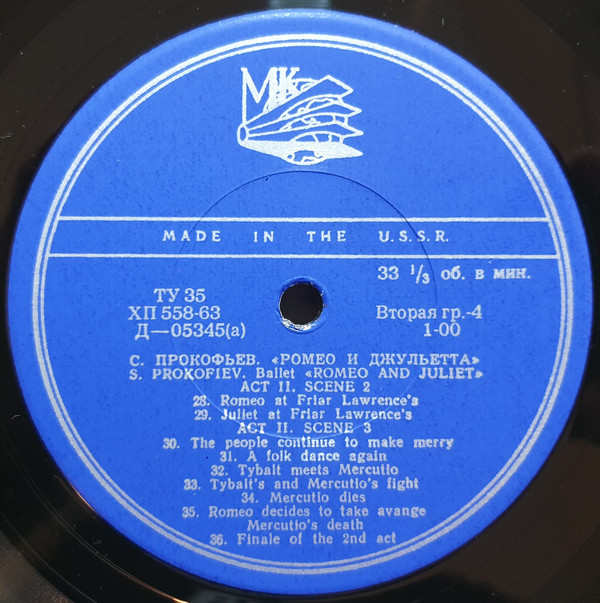 МК
MADE IN THE U.S.S.R.
33 1/3 об. в мин.
ТУ 35
ХП 558-63
Д—05345(а)
Вторая гр.-4
1-00
С. ПРОКОФЬЕВ. «РОМЕО И ДЖУЛЬЕТТА»
S. PROKOFIEV. Ballet «ROMEO AND JULIET»
ACT II. SCENE 2
28. Romeo at Friar Lawrence's
29. Juliet at Friar Lawrence's
ACT II. SCENE 3
30. The people continue to make merry
31. A folk dance again
32. Tybalt meets Mercutio
33. Tybalt's and Mercutio's fight
34. Mercutio dies
35. Romeo decides to take avange
Mercutio's death
36. Finale of the 2nd act